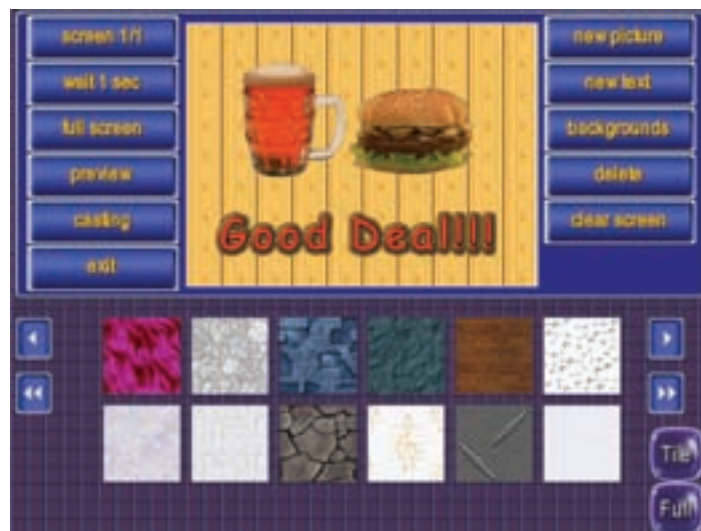 screen 1/1
wait 1 sec
full screen
preview
casting
exit
Good Deal!!!
new picture
new text
backgrounds
delete
clear screen
Tile
Full